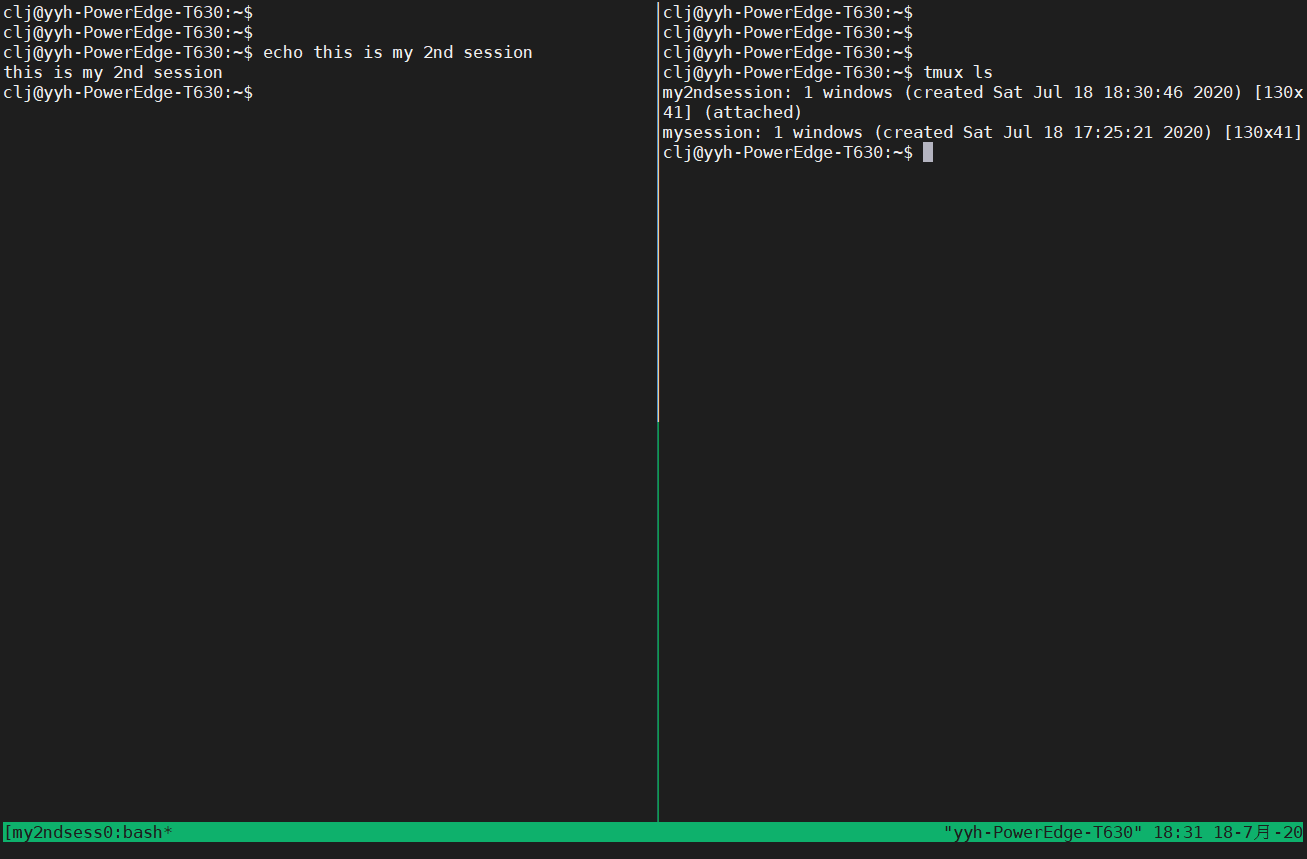 clj@yyh-PowerEdge-T630:~$
clj@yyh-PowerEdge-T630:~$
clj@yyh-PowerEdge-T630:~$ echo this is my 2nd session
this is my 2nd session
clj@yyh-PowerEdge-T630:~$
clj@yyh-PowerEdge-T630:~$
clj@yyh-PowerEdge-T630:~$
clj@yyh-PowerEdge-T630:~$
clj@yyh-PowerEdge-T630:~$ tmux ls
my2ndsession: 1 windows (created Sat Jul 18 18:30:46 2020) [130x
41] (attached)
mysession: 1 windows (created Sat Jul 18 17:25:21 2020) [130x41]
clj@yyh-PowerEdge-T630:~$
[my2ndsess0:bash* "yyh-PowerEdge-T630" 18:31 18-7月-20